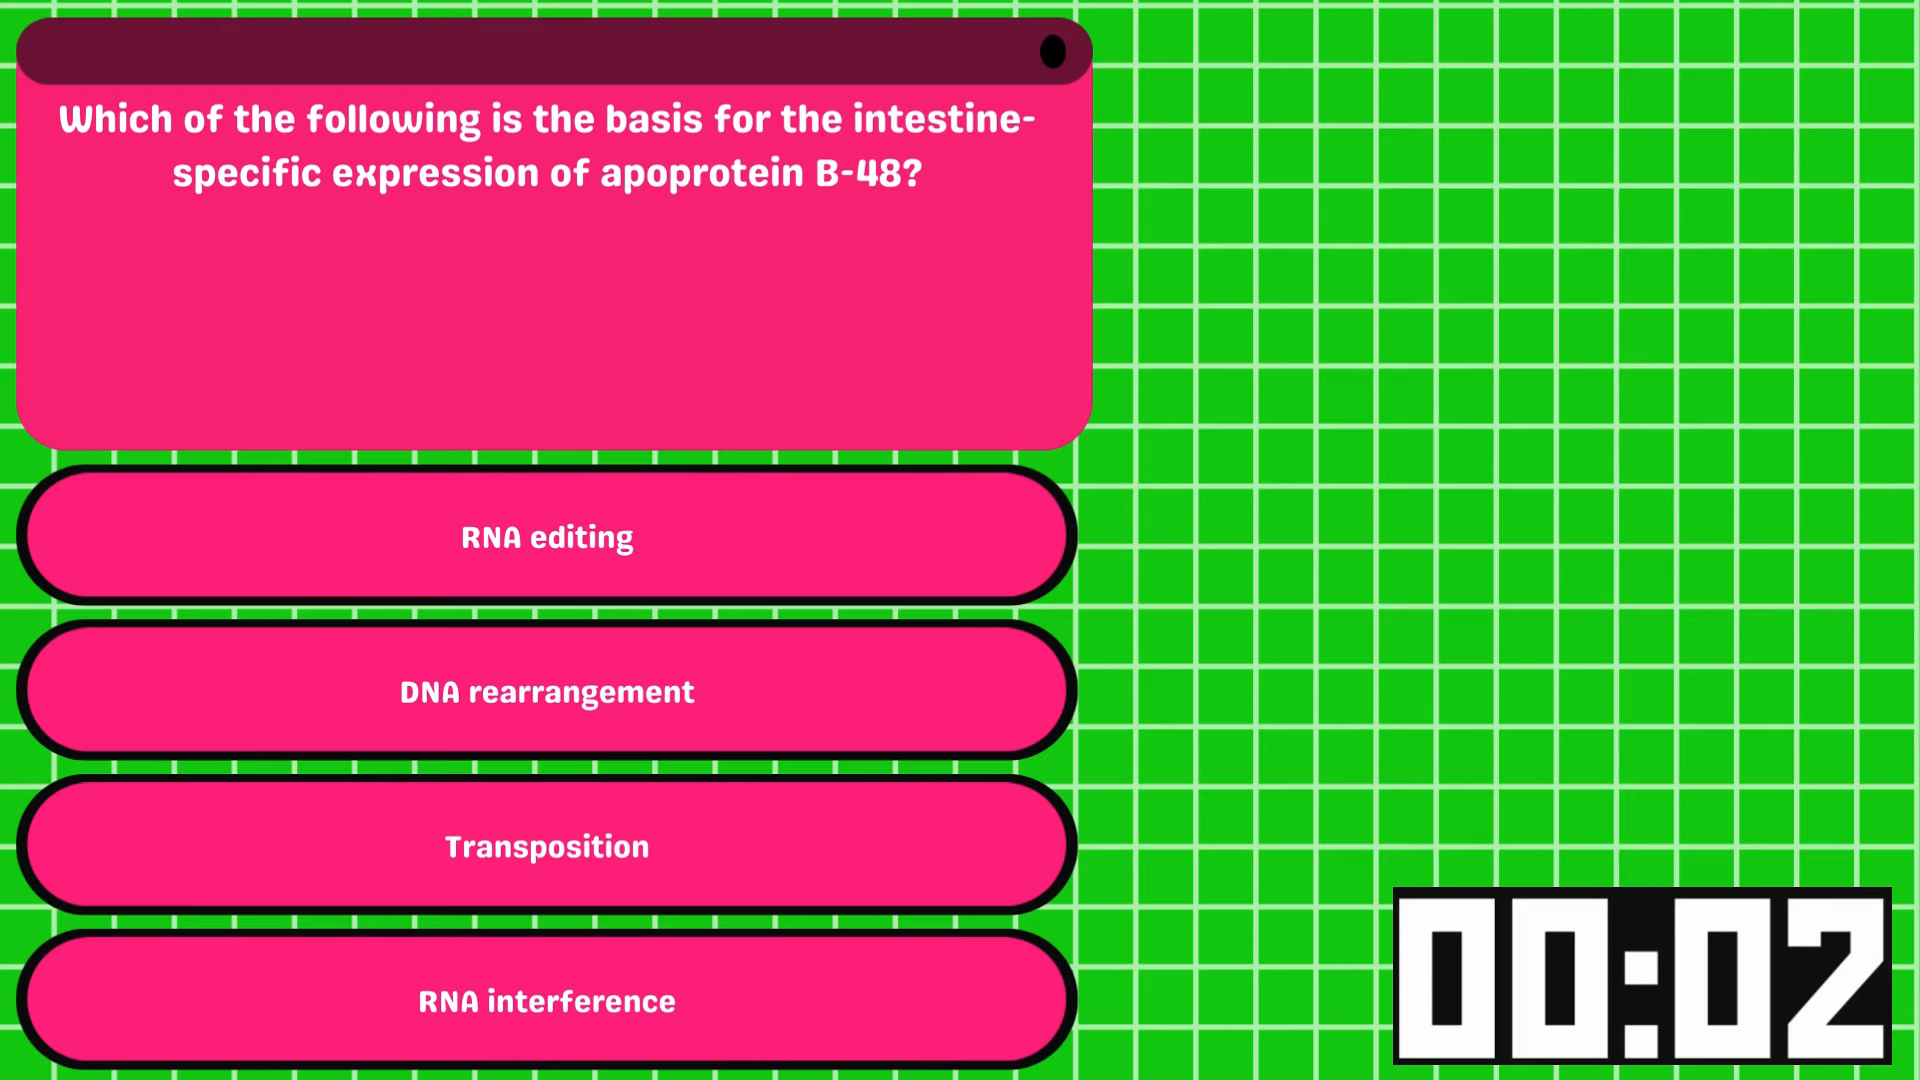 Which of the following is the basis for the intestine-
specific expression of apoprotein B-48?
RNA editing
DNA rearrangement
Transposition
RNA interference
00:02